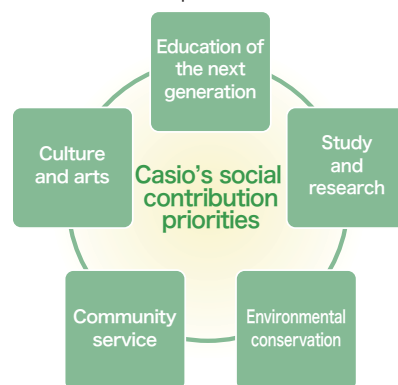 Education of
the next
generation
Culture
and arts
Study
and
research
Casio's social
contribution
priorities
Community
service
Environmental
conservation